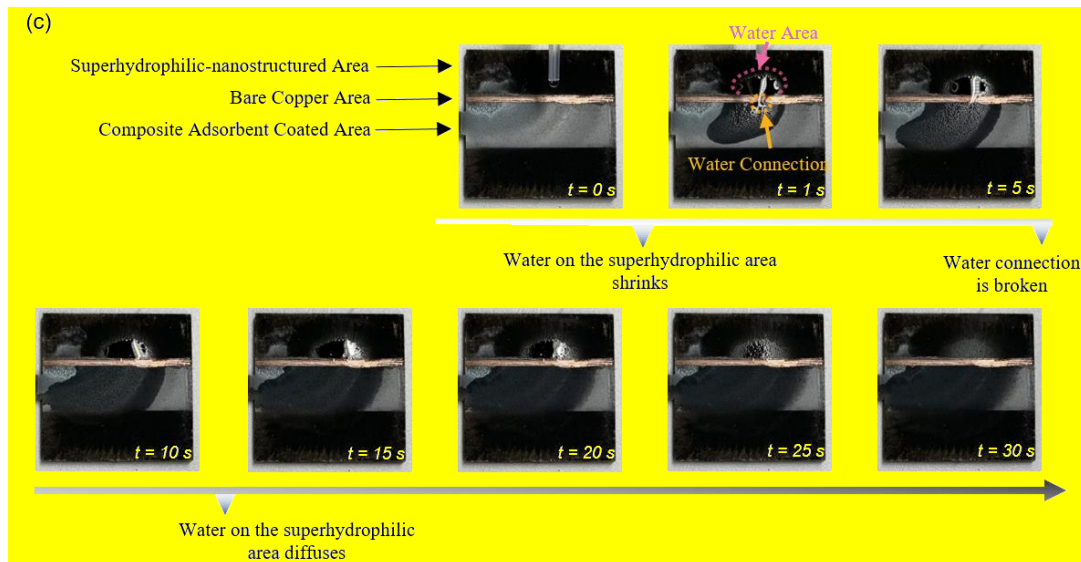 (c)
Water Area
Superhydrophilic-nanostructured Area
Bare Copper Area
Composite Adsorbent Coated Area
Water Connection
t = 0 s
t = 1 s
t = 5 s
Water on the superhydrophilic area
shrinks
Water connection
is broken
t = 10 s
t = 15 s
t = 20 s
t = 25 s
t = 30 s
Water on the superhydrophilic
area diffuses